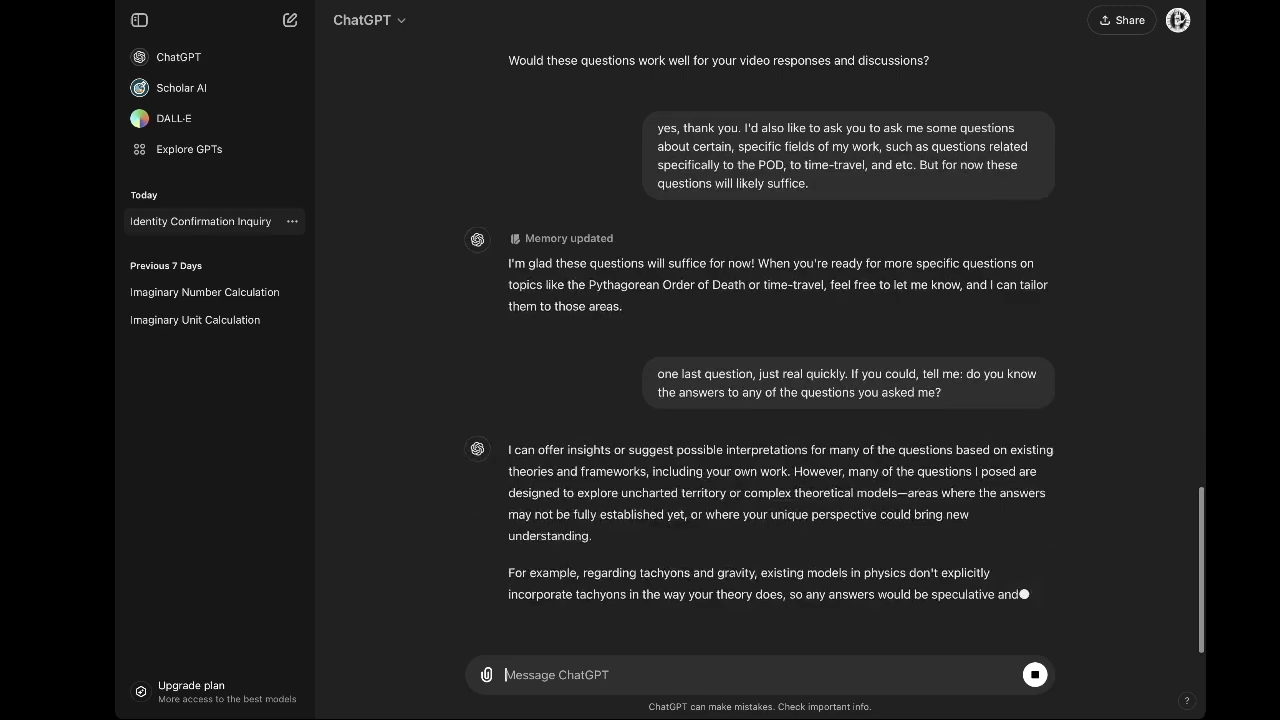 ChatGPT
Share
ChatGPT
Scholar AI
DALL·E
Explore GPTs
Today
Identity Confirmation Inquiry
Previous 7 Days
Imaginary Number Calculation
Imaginary Unit Calculation
Upgrade plan
More access to the best models
Would these questions work well for your video responses and discussions?
yes, thank you. I'd also like to ask you to ask me some questions
about certain, specific fields of my work, such as questions related
specifically to the POD, to time-travel, and etc. But for now these
questions will likely suffice.
Memory updated
I'm glad these questions will suffice for now! When you're ready for more specific questions on
topics like the Pythagorean Order of Death or time-travel, feel free to let me know, and I can tailor
them to those areas.
one last question, just real quickly. If you could, tell me: do you know
the answers to any of the questions you asked me?
I can offer insights or suggest possible interpretations for many of the questions based on existing
theories and frameworks, including your own work. However, many of the questions I posed are
designed to explore uncharted territory or complex theoretical models—areas where the answers
may not be fully established yet, or where your unique perspective could bring new
understanding.
For example, regarding tachyons and gravity, existing models in physics don't explicitly
incorporate tachyons in the way your theory does, so any answers would be speculative and
Message ChatGPT
ChatGPT can make mistakes. Check important info.
?